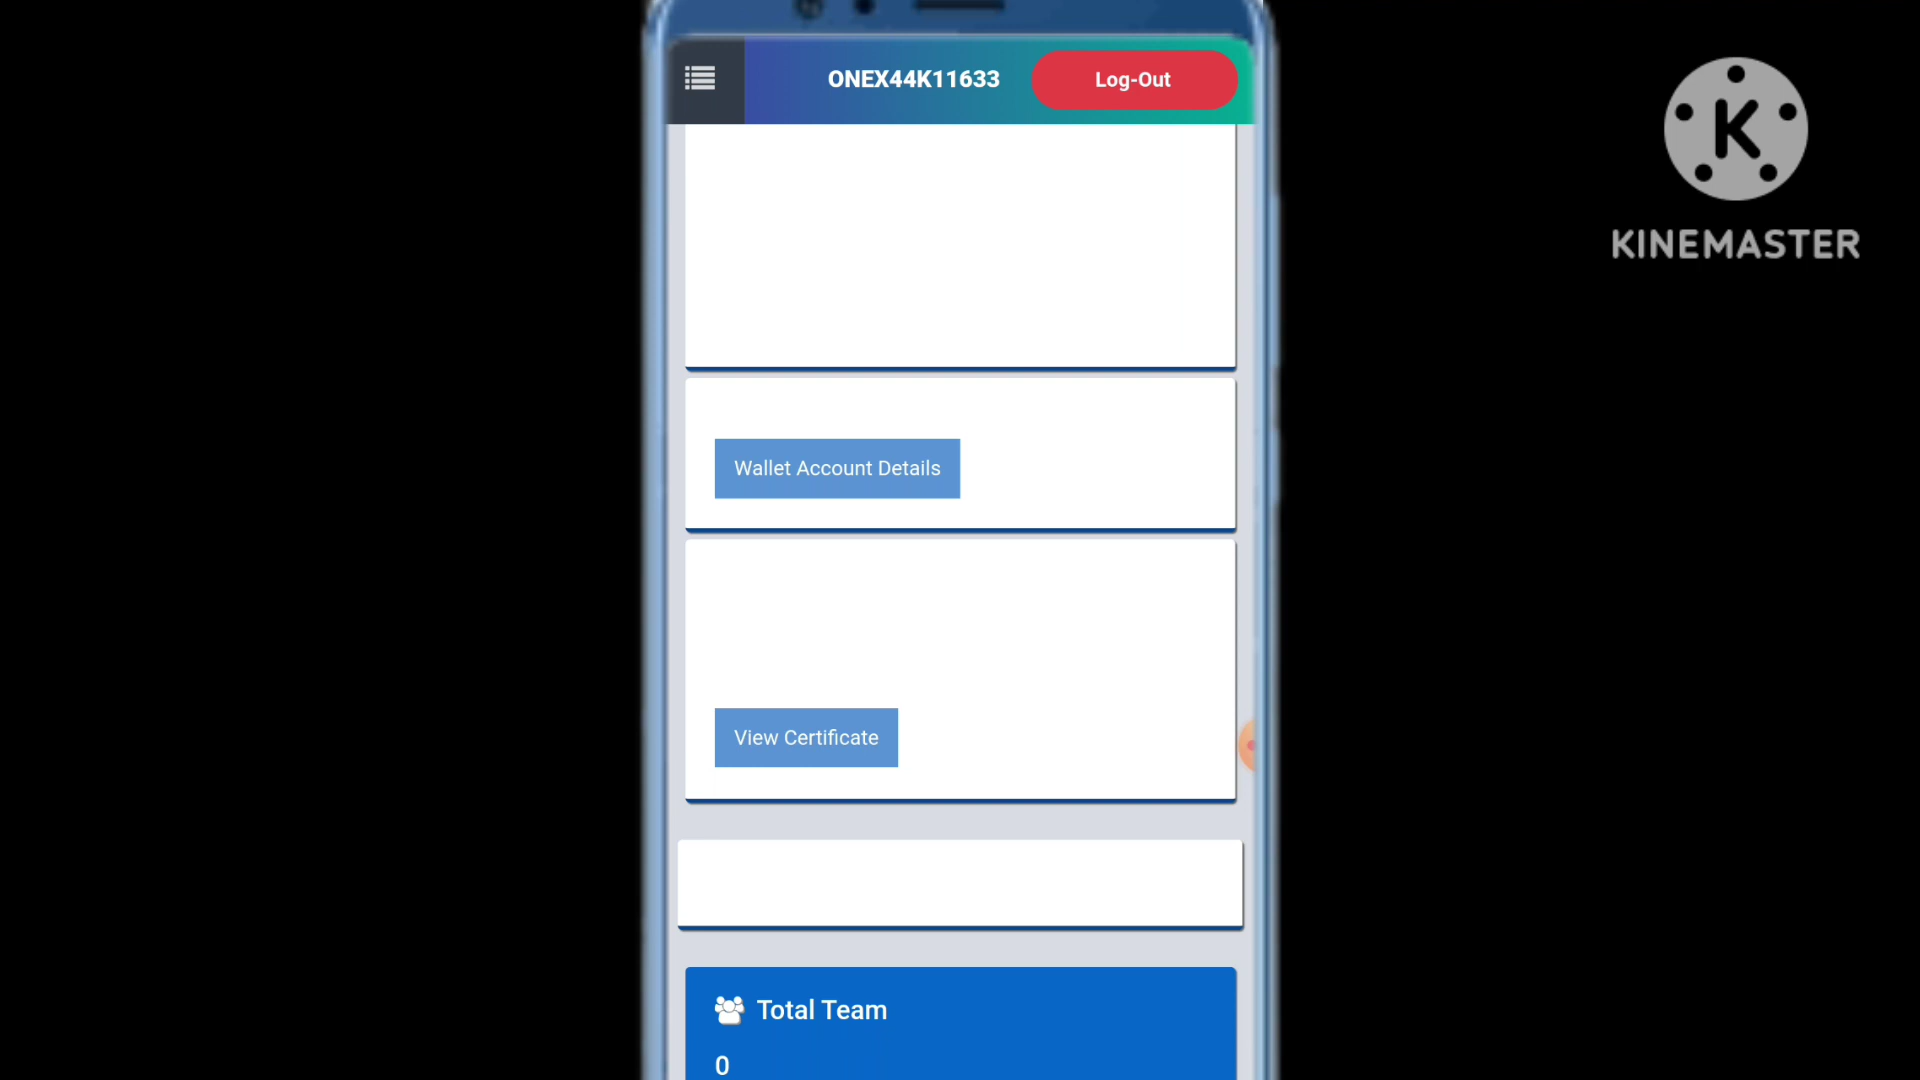 ONEX44K11633
Log-Out
KINEMASTER
Wallet Account Details
View Certificate
Total Team
0